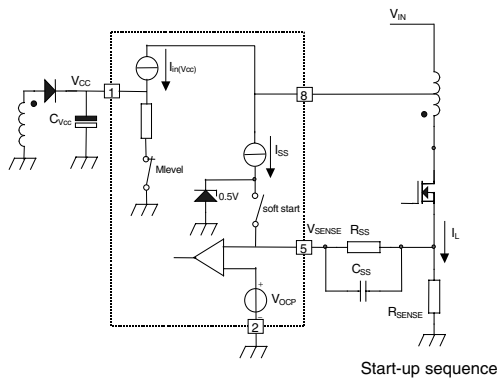 VIN
VCC
1
Iin(Vcc)
8
CVcc
Mlevel
ISS
0.5V
soft start
VSENSE
RSS
5
IL
CSS
+
VOCP
−
RSENSE
2
Start-up sequence